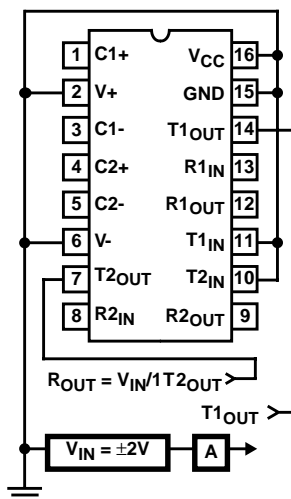 1 C1+ VCC 16
2 V+ GND 15
3 C1- T1OUT 14
4 C2+ R1IN 13
5 C2- R1OUT 12
6 V- T1IN 11
7 T2OUT T2IN 10
8 R2IN R2OUT 9
ROUT = VIN/1T2OUT
T1OUT
VIN = ±2V A